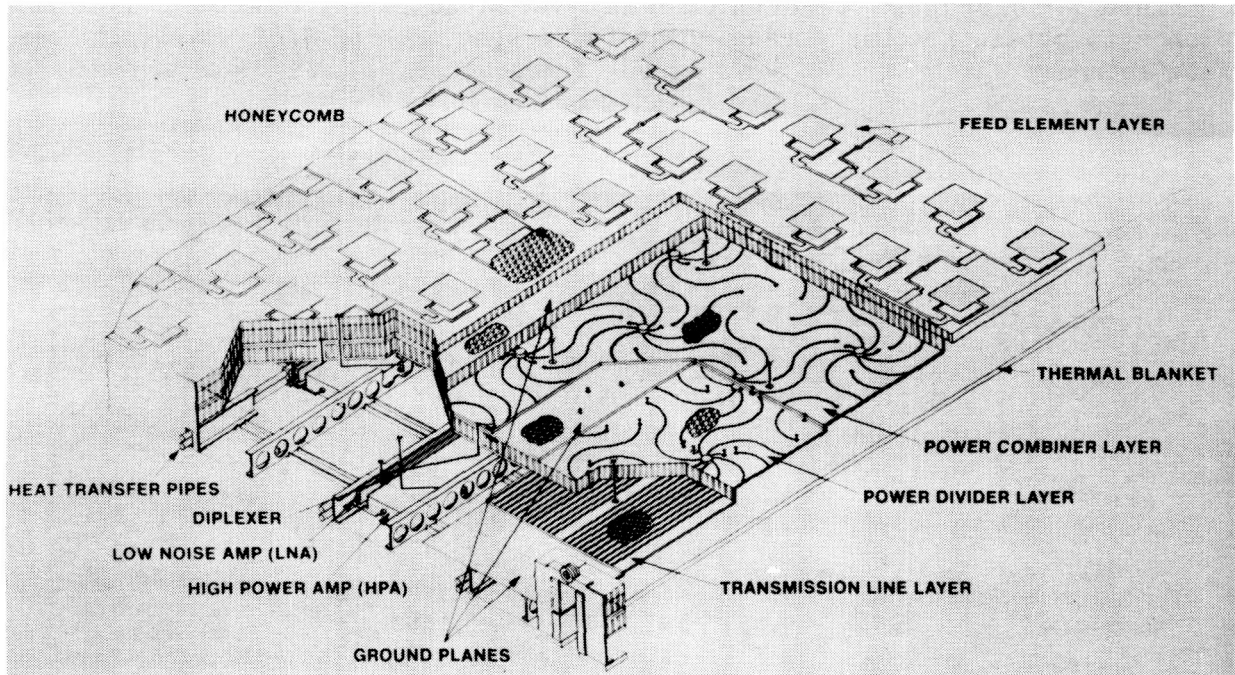 HONEYCOMB
FEED ELEMENT LAYER
THERMAL BLANKET
POWER COMBINER LAYER
HEAT TRANSFER PIPES
POWER DIVIDER LAYER
DIPLEXER
LOW NOISE AMP (LNA)
HIGH POWER AMP (HPA)
TRANSMISSION LINE LAYER
GROUND PLANES